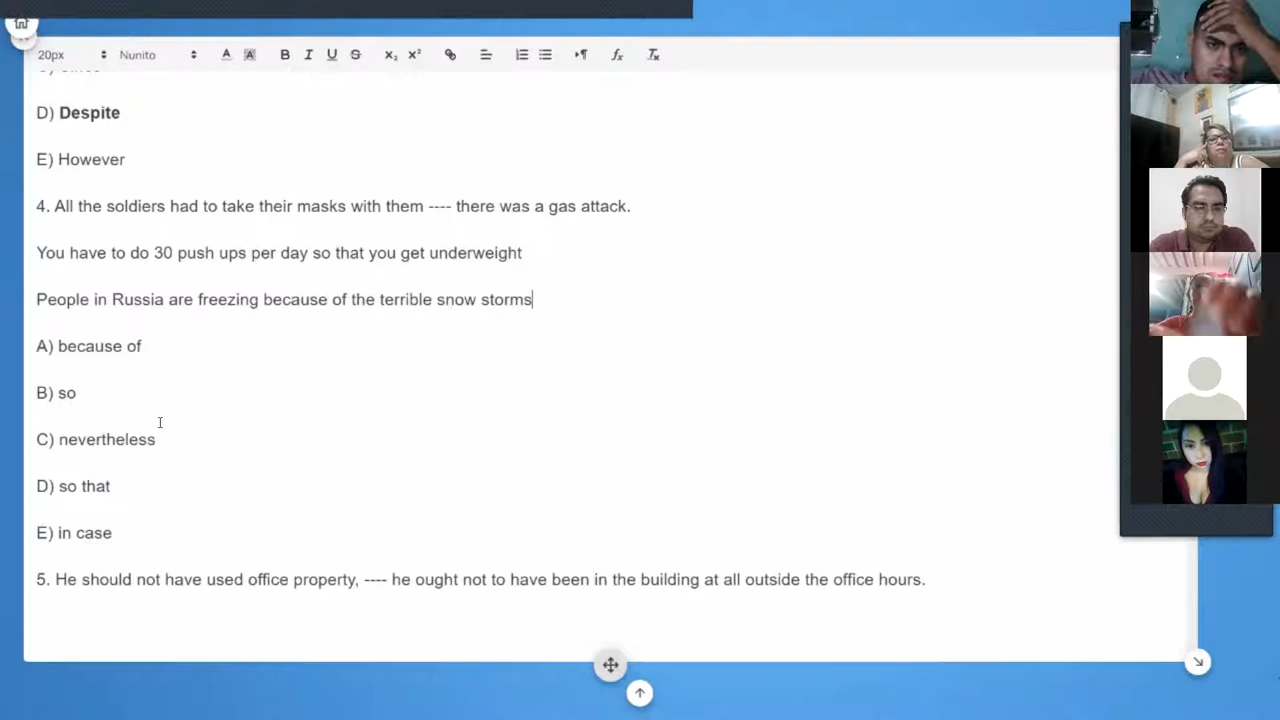 20px
Nunito
D) Despite
E) However
4. All the soldiers had to take their masks with them ---- there was a gas attack.
You have to do 30 push ups per day so that you get underweight
People in Russia are freezing because of the terrible snow storms
A) because of
B) so
C) nevertheless
D) so that
E) in case
5. He should not have used office property, ---- he ought not to have been in the building at all outside the office hours.